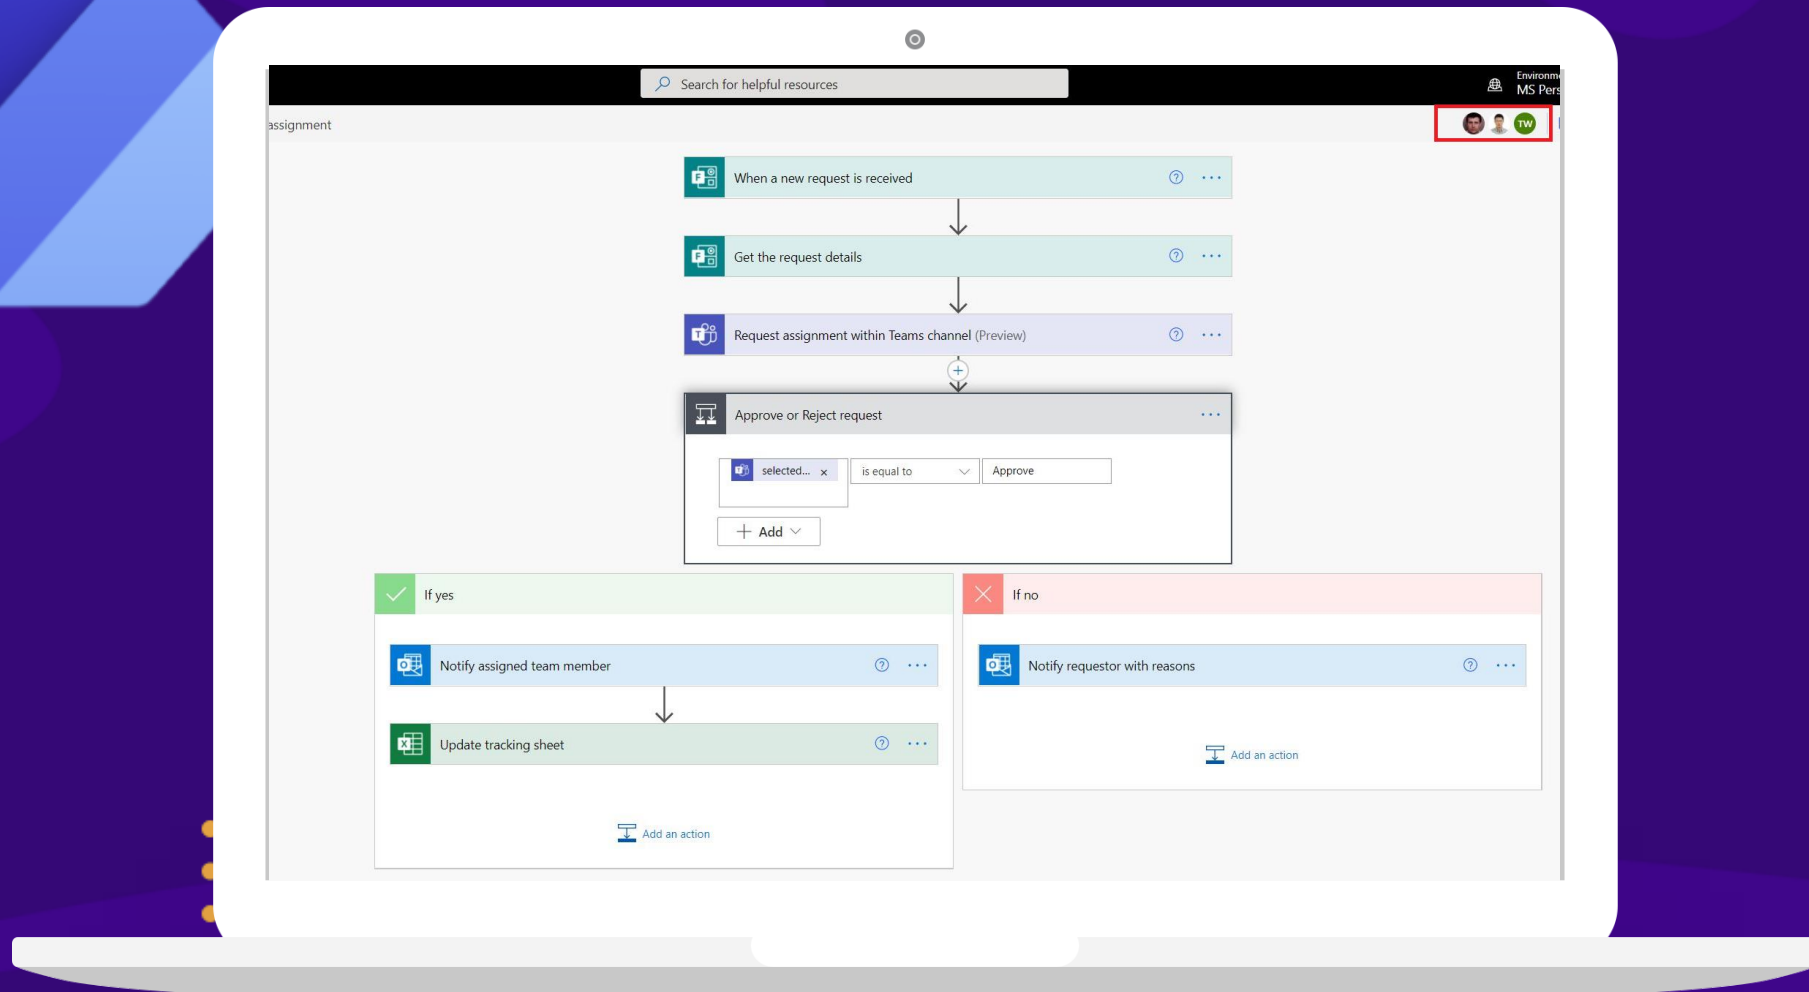 Search for helpful resources
Environm
MS Pers
assignment
TW
When a new request is received
Get the request details
Request assignment within Teams channel (Preview)
Approve or Reject request
selected...
is equal to
Approve
Add
If yes
If no
Notify assigned team member
Notify requestor with reasons
Update tracking sheet
Add an action
Add an action